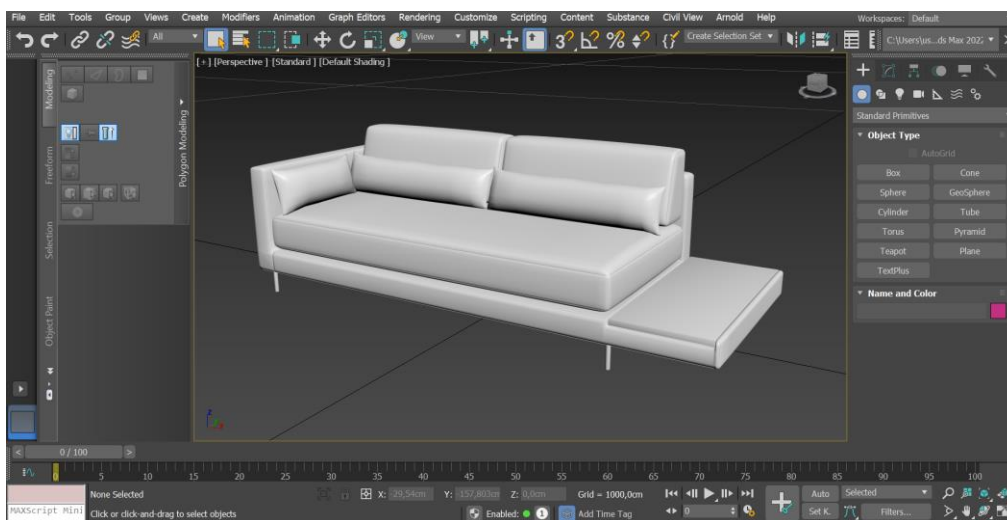 File Edit Tools Group Views Create Modifiers Animation Graph Editors Rendering Customize Scripting Content Substance Civil View Arnold Help Workspaces: Default
All View Create Selection Set C:\Users\us...ds Max 202
[+] [Perspective] [Standard] [Default Shading]
Modeling
Freeform
Selection
Object Paint
Polygon Modeling
Standard Primitives
Object Type
AutoGrid
Box Cone
Sphere GeoSphere
Cylinder Tube
Torus Pyramid
Teapot Plane
TextPlus
Name and Color
z
0 / 100
0 5 10 15 20 25 30 35 40 45 50 55 60 65 70 75 80 85 90 95 100
None Selected X: 29,54cm Y: 157,803cm Z: 0,0cm Grid = 1000,0cm Auto Selected
MAXScript Mini Click or click-and-drag to select objects Enabled: 1 Add Time Tag 0 Set K. Filters...